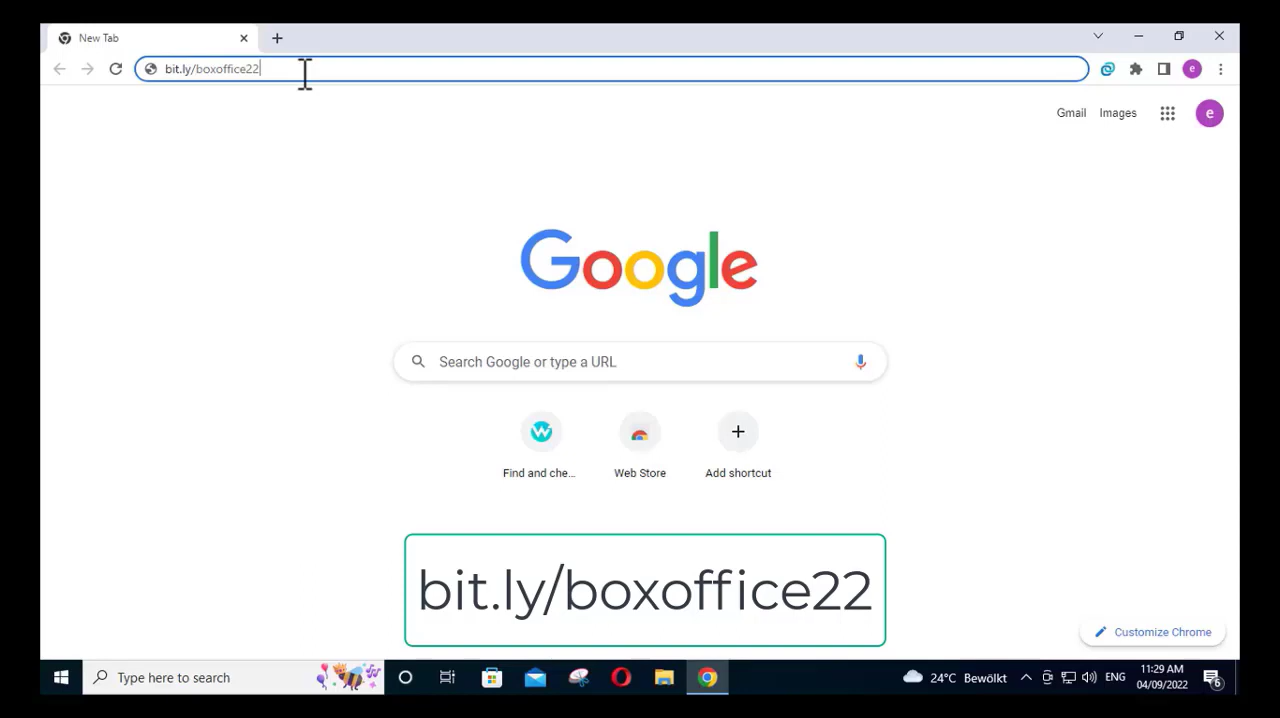 New Tab
bit.ly/boxoffice22
Gmail Images
e
e
Google
Search Google or type a URL
Find and che...
Web Store
Add shortcut
bit.ly/boxoffice22
Customize Chrome
Type here to search
24°C Bewölkt
ENG
11:29 AM
04/09/2022
6